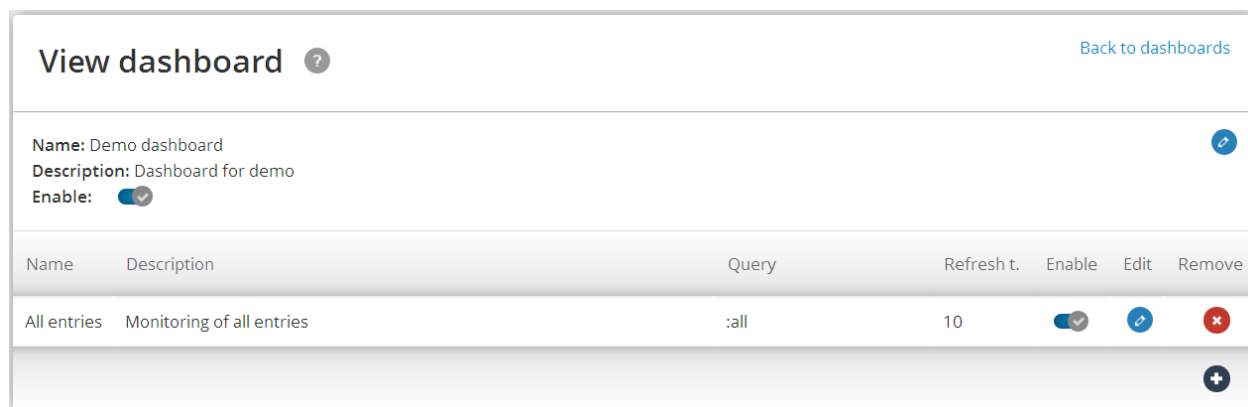 View dashboard ?
Back to dashboards
Name: Demo dashboard
Description: Dashboard for demo
Enable:
Name Description Query Refresh t. Enable Edit Remove
All entries Monitoring of all entries :all 10